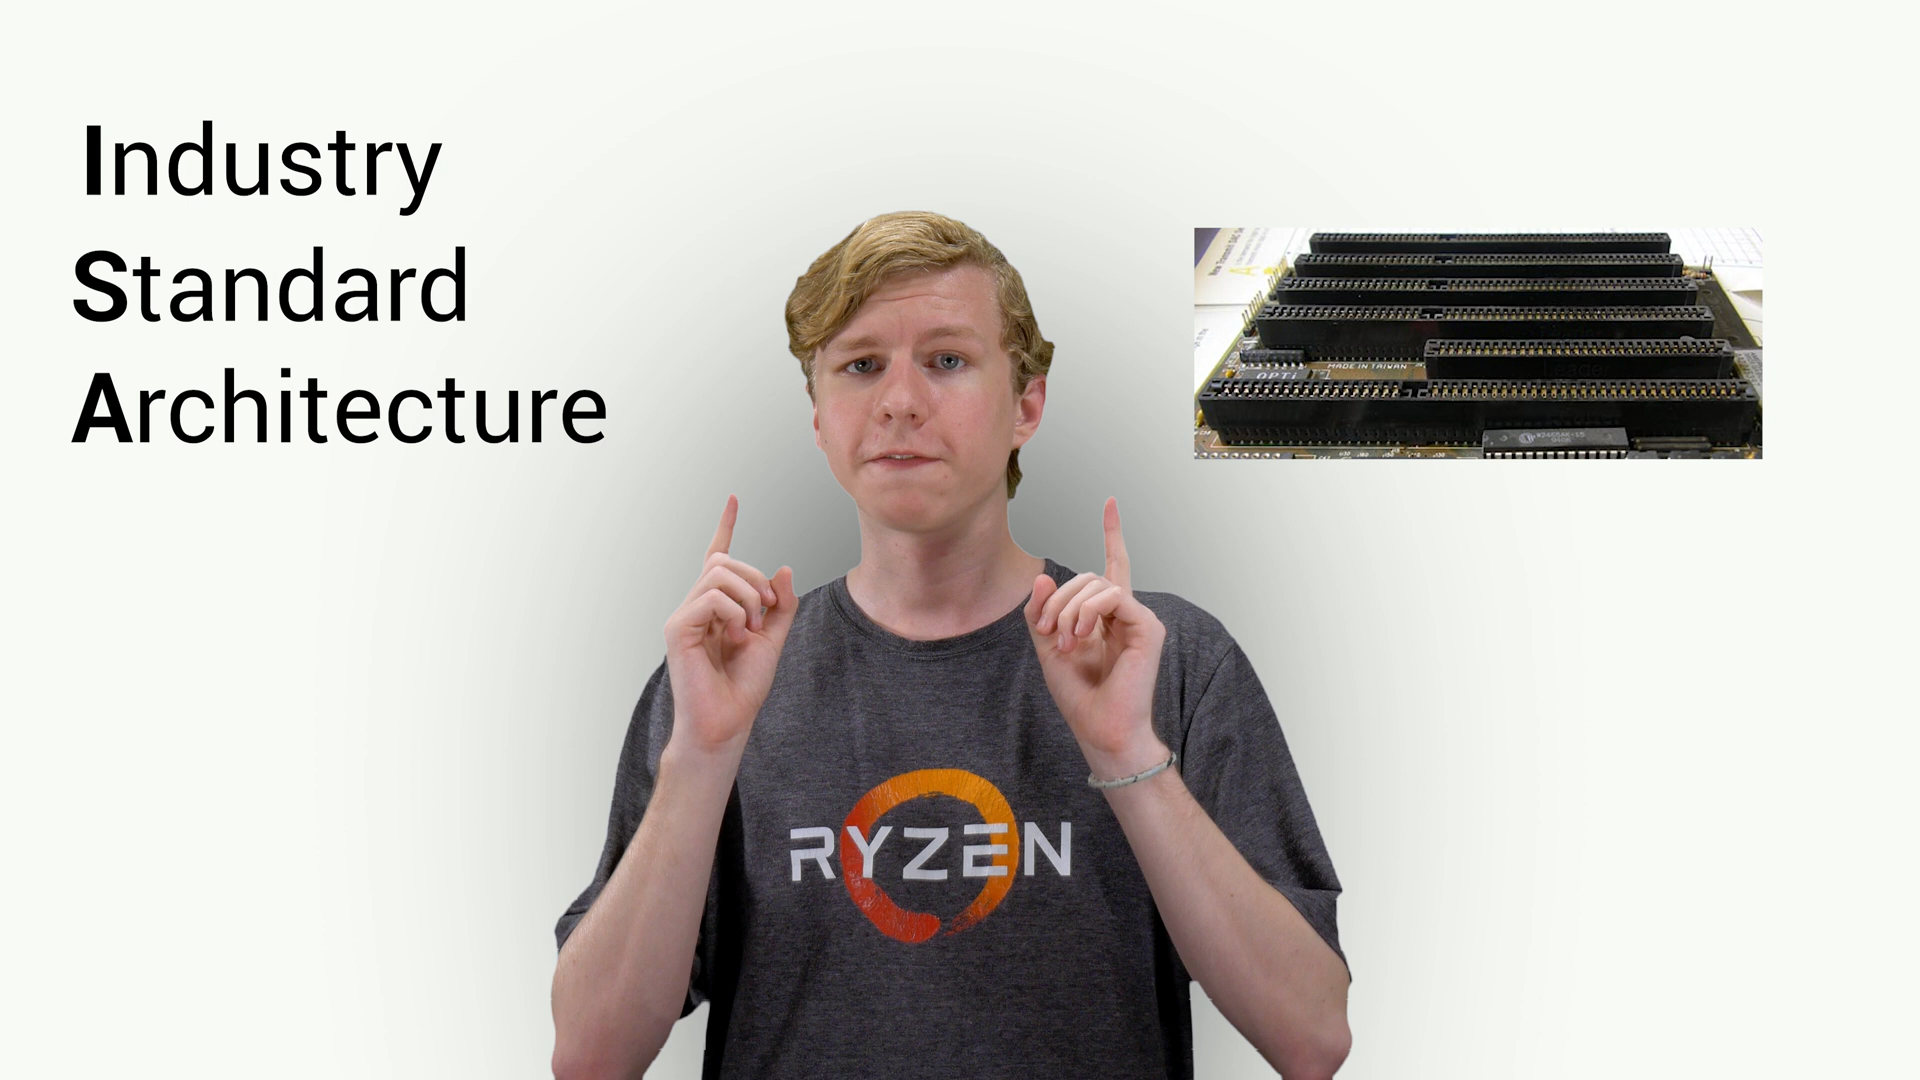 Industry
Standard
Architecture
MADE IN TAIWAN
OPTi
RYZEN